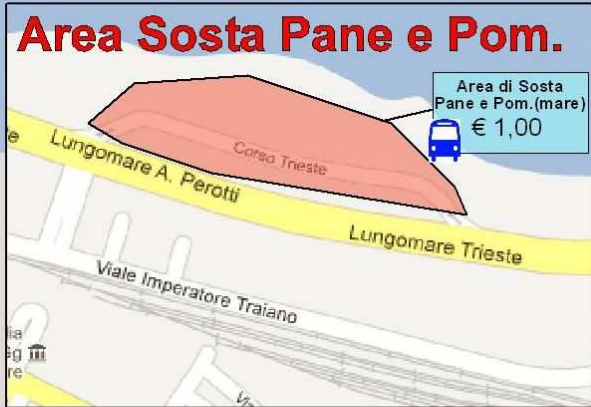 Area Sosta Pane e Pom.
Area di Sosta
Pane e Pom.(mare)
€ 1,00
Corso Trieste
Lungomare A. Perotti
Lungomare Trieste
Viale Imperatore Traiano